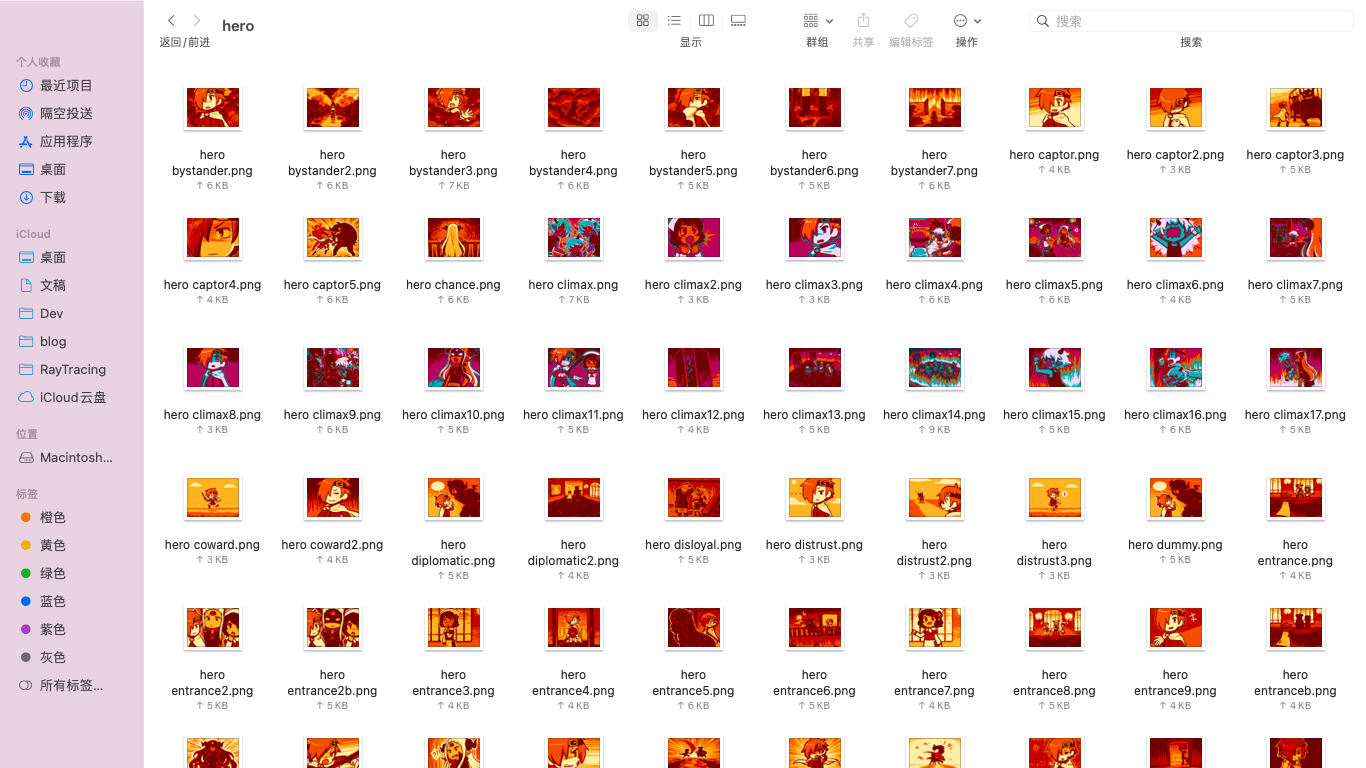 hero
返回/前进
显示
群组
共享
编辑标签
操作
搜索
搜索
个人收藏
最近项目
隔空投送
应用程序
桌面
下载
iCloud
桌面
文稿
Dev
blog
RayTracing
iCloud云盘
位置
Macintosh...
标签
橙色
黄色
绿色
蓝色
紫色
灰色
所有标签...
hero bystander.png
6 KB
hero bystander2.png
6 KB
hero bystander3.png
7 KB
hero bystander4.png
6 KB
hero bystander5.png
5 KB
hero bystander6.png
5 KB
hero bystander7.png
6 KB
hero captor.png
4 KB
hero captor2.png
3 KB
hero captor3.png
5 KB
hero captor4.png
4 KB
hero captor5.png
6 KB
hero chance.png
6 KB
hero climax.png
7 KB
hero climax2.png
3 KB
hero climax3.png
3 KB
hero climax4.png
6 KB
hero climax5.png
6 KB
hero climax6.png
4 KB
hero climax7.png
5 KB
hero climax8.png
3 KB
hero climax9.png
6 KB
hero climax10.png
5 KB
hero climax11.png
5 KB
hero climax12.png
4 KB
hero climax13.png
5 KB
hero climax14.png
9 KB
hero climax15.png
5 KB
hero climax16.png
6 KB
hero climax17.png
5 KB
hero coward.png
3 KB
hero coward2.png
4 KB
hero diplomatic.png
5 KB
hero diplomatic2.png
4 KB
hero disloyal.png
5 KB
hero distrust.png
3 KB
hero distrust2.png
3 KB
hero distrust3.png
3 KB
hero dummy.png
5 KB
hero entrance.png
4 KB
hero entrance2.png
5 KB
hero entrance2b.png
5 KB
hero entrance3.png
4 KB
hero entrance4.png
4 KB
hero entrance5.png
6 KB
hero entrance6.png
5 KB
hero entrance7.png
4 KB
hero entrance8.png
5 KB
hero entrance9.png
4 KB
hero entranceb.png
4 KB